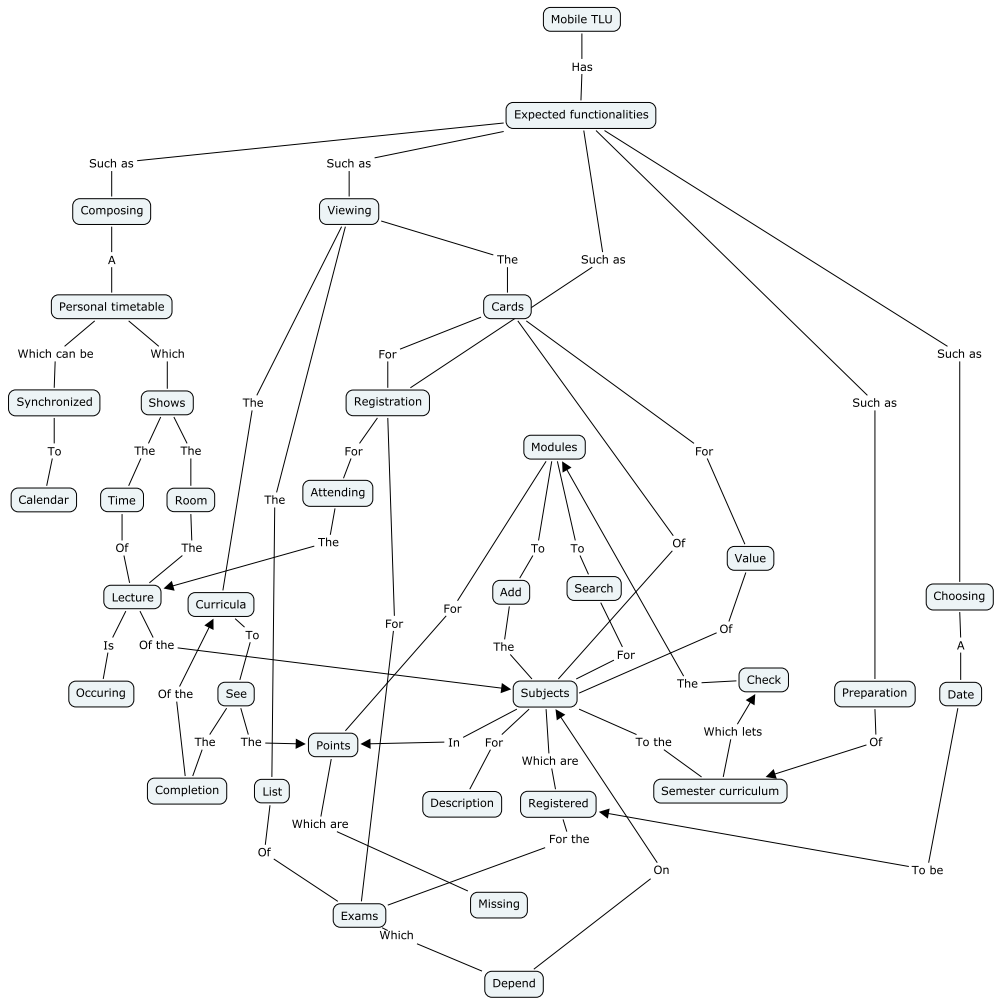 Mobile TLU
Has
Expected functionalities
Such as
Such as
Composing
Viewing
A
The
Such as
Personal timetable
Cards
Which can be
Which
For
Such as
Synchronized
Shows
The
Registration
Such as
To
The
The
For
Modules
For
Calendar
Time
Room
The
Attending
Of
The
The
To
To
Of
Value
Lecture
Curricula
Add
Search
Choosing
Is
Of the
To
For
For
The
For
Of
A
Occuring
Of the
See
Subjects
The
Check
Preparation
Date
The
The
Points
In
For
To the
Which lets
Of
Which are
Completion
List
Description
Registered
Semester curriculum
Which are
For the
Of
On
To be
Exams
Missing
Which
Depend